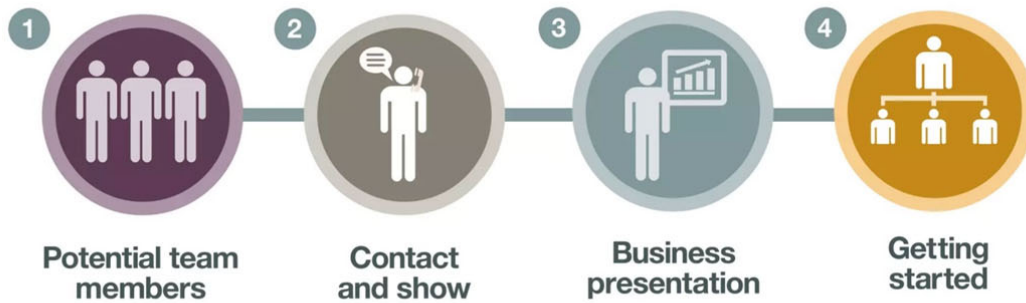 1
2
3
4
Potential team
members
Contact
and show
Business
presentation
Getting
started